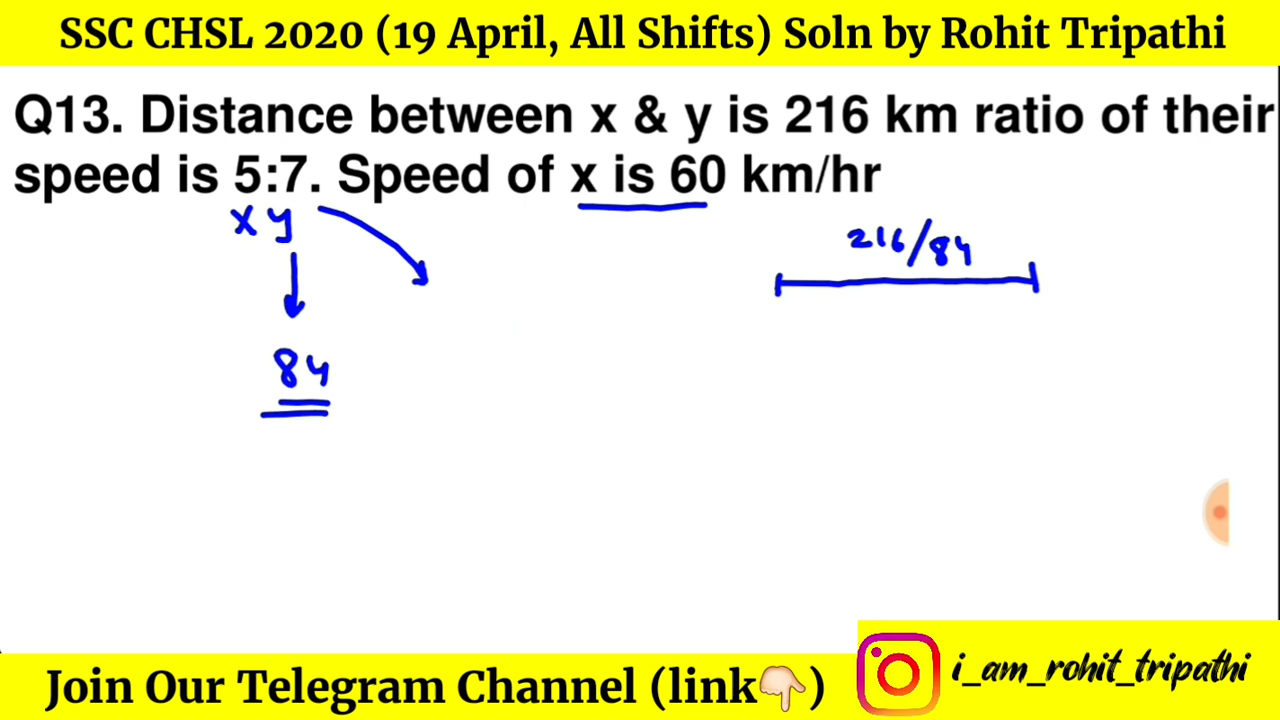 SSC CHSL 2020 (19 April, All Shifts) Soln by Rohit Tripathi
Q13. Distance between x & y is 216 km ratio of their
speed is 5:7. Speed of x is 60 km/hr
x y
216/84
84
Join Our Telegram Channel (link👇)
i_am_rohit_tripathi